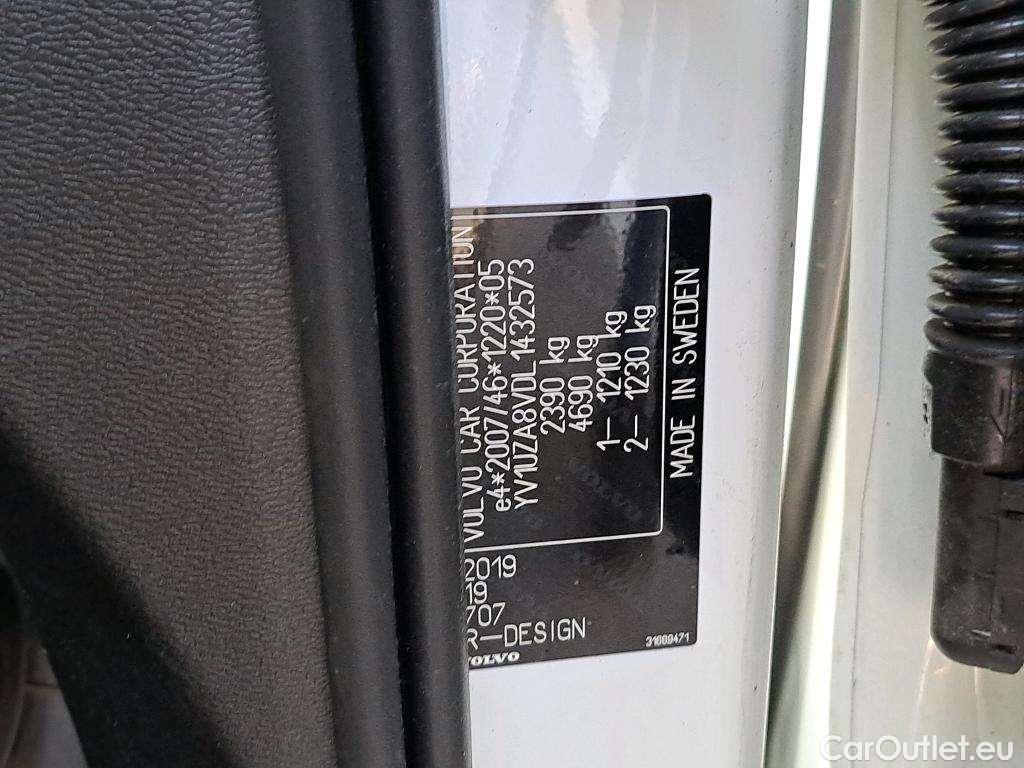 VOLVO CAR CORPORATION
e4*2007/46*1220*05
YV1UZA8VDL1432573
2390 kg
4690 kg
1– 1210 kg
2– 1230 kg
MADE IN SWEDEN
2019
19
707
R–DESIGN
VOLVO
31669471
CarOutlet.eu